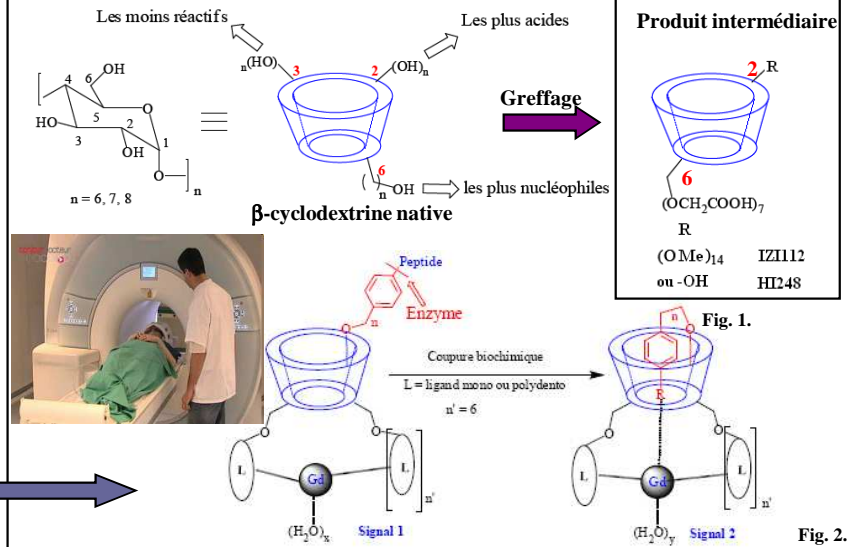 Les moins réactifs
Les plus acides
Produit intermédiaire
n(HO) 3
2 (OH)n
2 R
OH
6
4
5
O
HO
3
2
1
OH
O
n
n = 6, 7, 8
Greffage
6
( )n OH
les plus nucléophiles
β-cyclodextrine native
6
(OCH2COOH)7
R
(OMe)14 IZI112
ou -OH HI248
Fig. 1.
Peptide
n
Enzyme
O
Coupure biochimique
L = ligand mono ou polydento
n' = 6
n
O
R
O O
L L
Gd
n'
(H2O)x Signal 1
O O
L L
Gd
n'
(H2O)y Signal 2
Fig. 2.